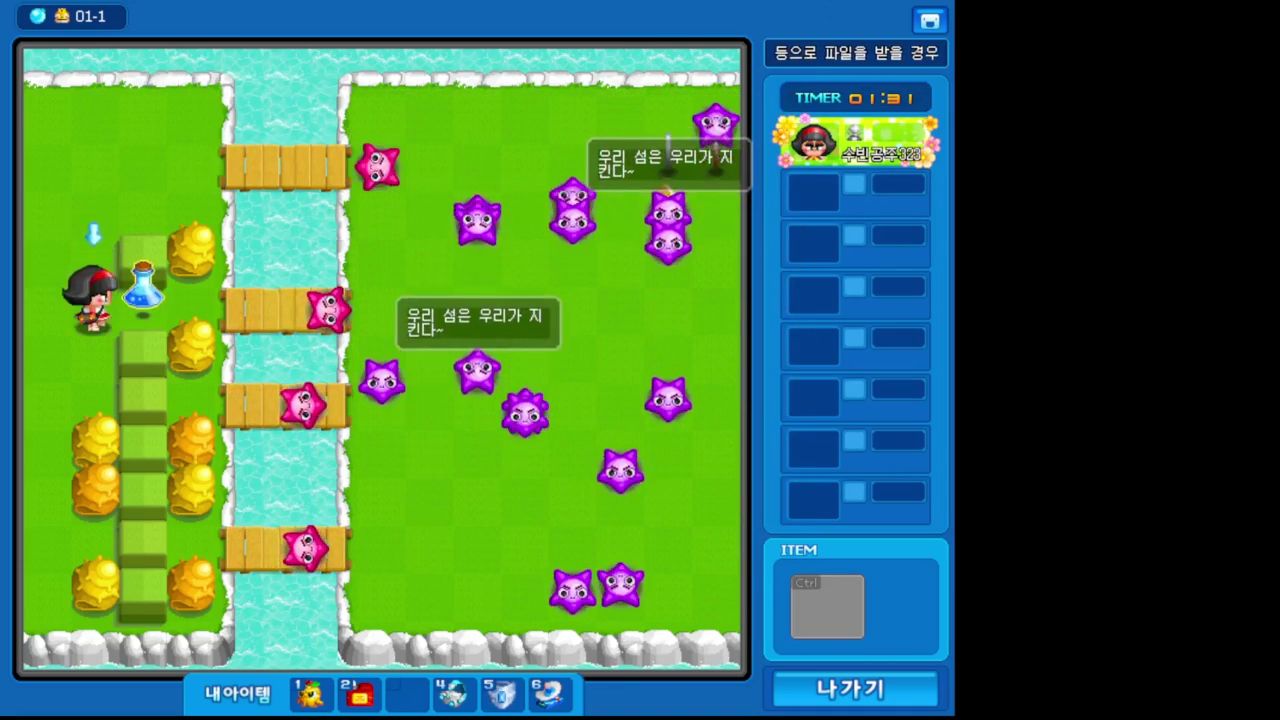 01-1
등으로 파일을 받을 경우
TIMER 01:31
수빈공주323
우리 섬은 우리가 지
킨다~
우리 섬은 우리가 지
킨다~
ITEM
Ctrl
내 아이템
1
2
4
5
6
나가기